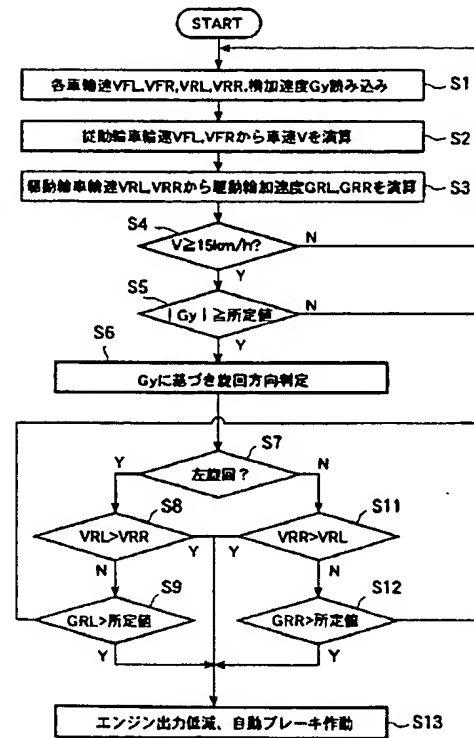 START
各車輪速VFL,VFR,VRL,VRR,横加速度Gy読み込み
S1
従動輪車輪速VFL,VFRから車速Vを演算
S2
駆動輪車輪速VRL,VRRから駆動輪加速度GRL,GRRを演算
S3
S4
V≧15km/h?
N
Y
S5
|Gy|≧所定値
N
Y
S6
Gyに基づき旋回方向判定
S7
Y
左旋回?
N
S8
VRL>VRR
Y
N
S11
VRR>VRL
Y
N
S9
GRL>所定値
Y
S12
GRR>所定値
Y
エンジン出力低減、自動ブレーキ作動
S13